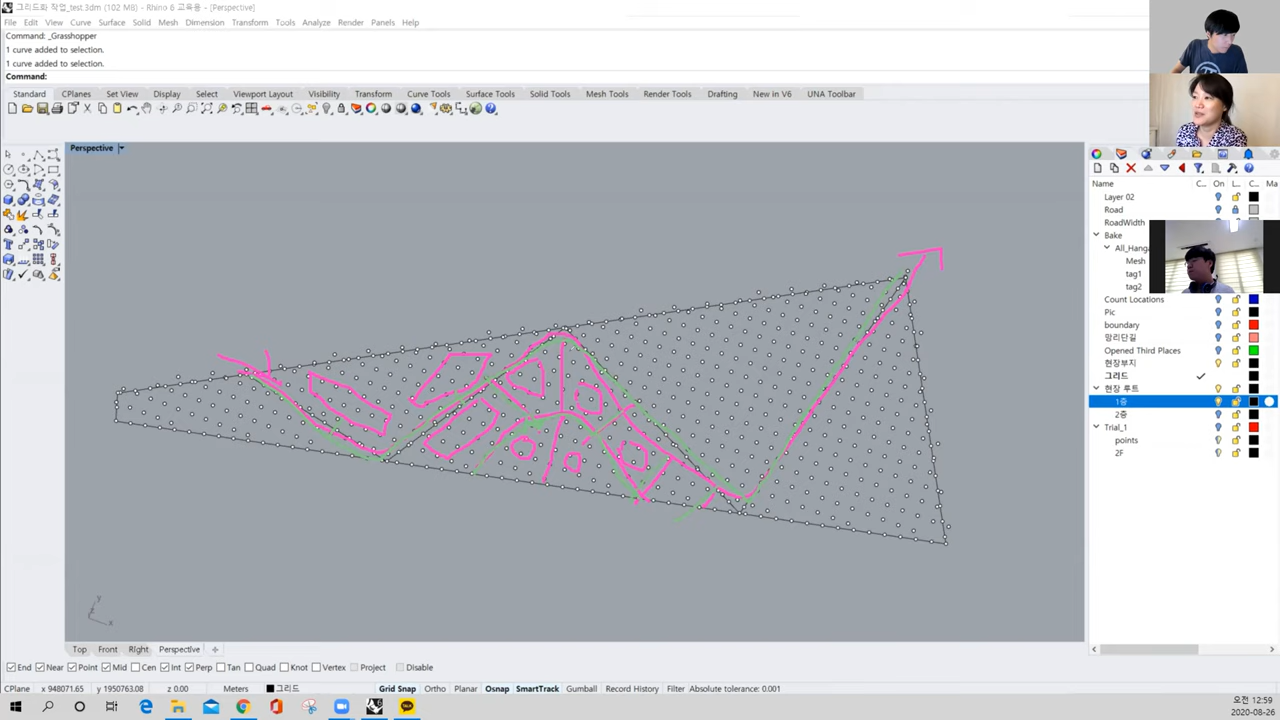 그리드화 작업_test.3dm (102 MB) - Rhino 6 교육용 - [Perspective]
File Edit View Curve Surface Solid Mesh Dimension Transform Tools Analyze Render Panels Help
Command: _Grasshopper
1 curve added to selection.
1 curve added to selection.
Command:
Standard CPlanes Set View Display Select Viewport Layout Visibility Transform Curve Tools Surface Tools Solid Tools Mesh Tools Render Tools Drafting New in V6 UNA Toolbar
Perspective
Name C... On L... C... Ma
Layer 02
Road
RoadWidth
Bake
All_Hanga
Mesh
tag1
tag2
Count Locations
Pic
boundary
망리단길
Opened Third Places
현장부지
그리드
현장 루트
1층
2층
Trial_1
points
2F
z
y
x
Top Front Right Perspective
End Near Point Mid Cen Int Perp Tan Quad Knot Vertex Project Disable
CPlane x 948071.65 y 1950763.08 z 0.00 Meters 그리드 Grid Snap Ortho Planar Osnap SmartTrack Gumball Record History Filter Absolute tolerance: 0.001
TALK
오전 12:59
2020-08-26